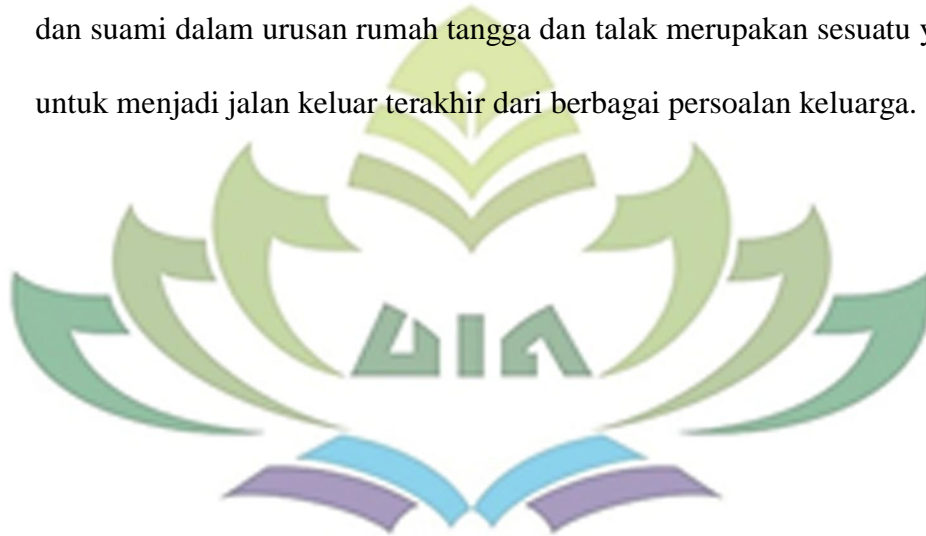 dan suami dalam urusan rumah tangga dan talak merupakan sesuatu
untuk menjadi jalan keluar terakhir dari berbagai persoalan keluarga.
UIN